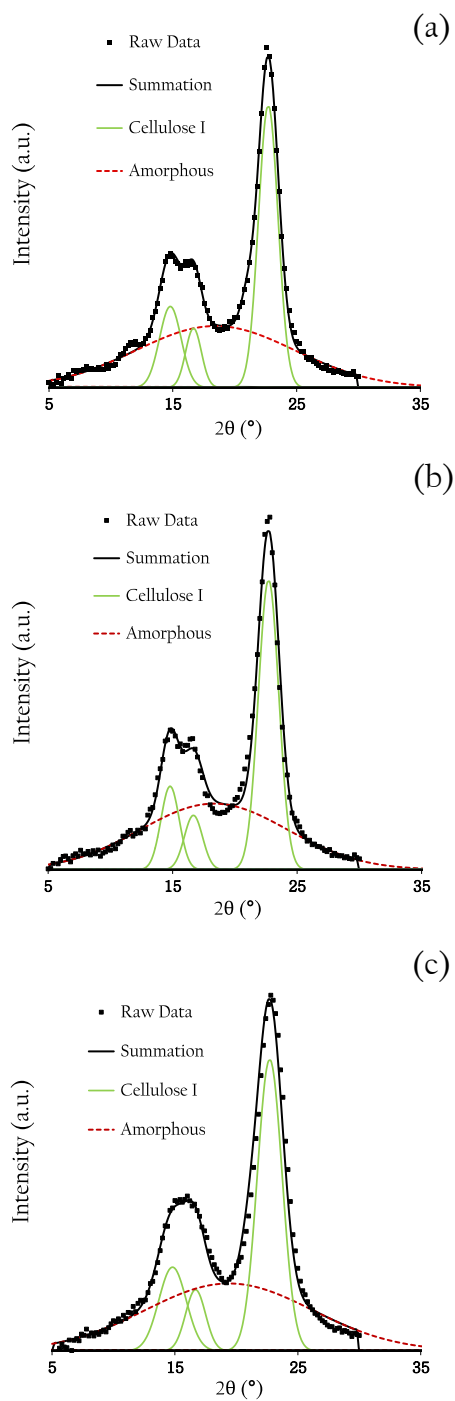 (a)
Raw Data
Summation
Cellulose I
Amorphous
Intensity (a.u.)
5 15 25 35
2θ (°)
(b)
Raw Data
Summation
Cellulose I
Amorphous
Intensity (a.u.)
5 15 25 35
2θ (°)
(c)
Raw Data
Summation
Cellulose I
Amorphous
Intensity (a.u.)
5 15 25 35
2θ (°)